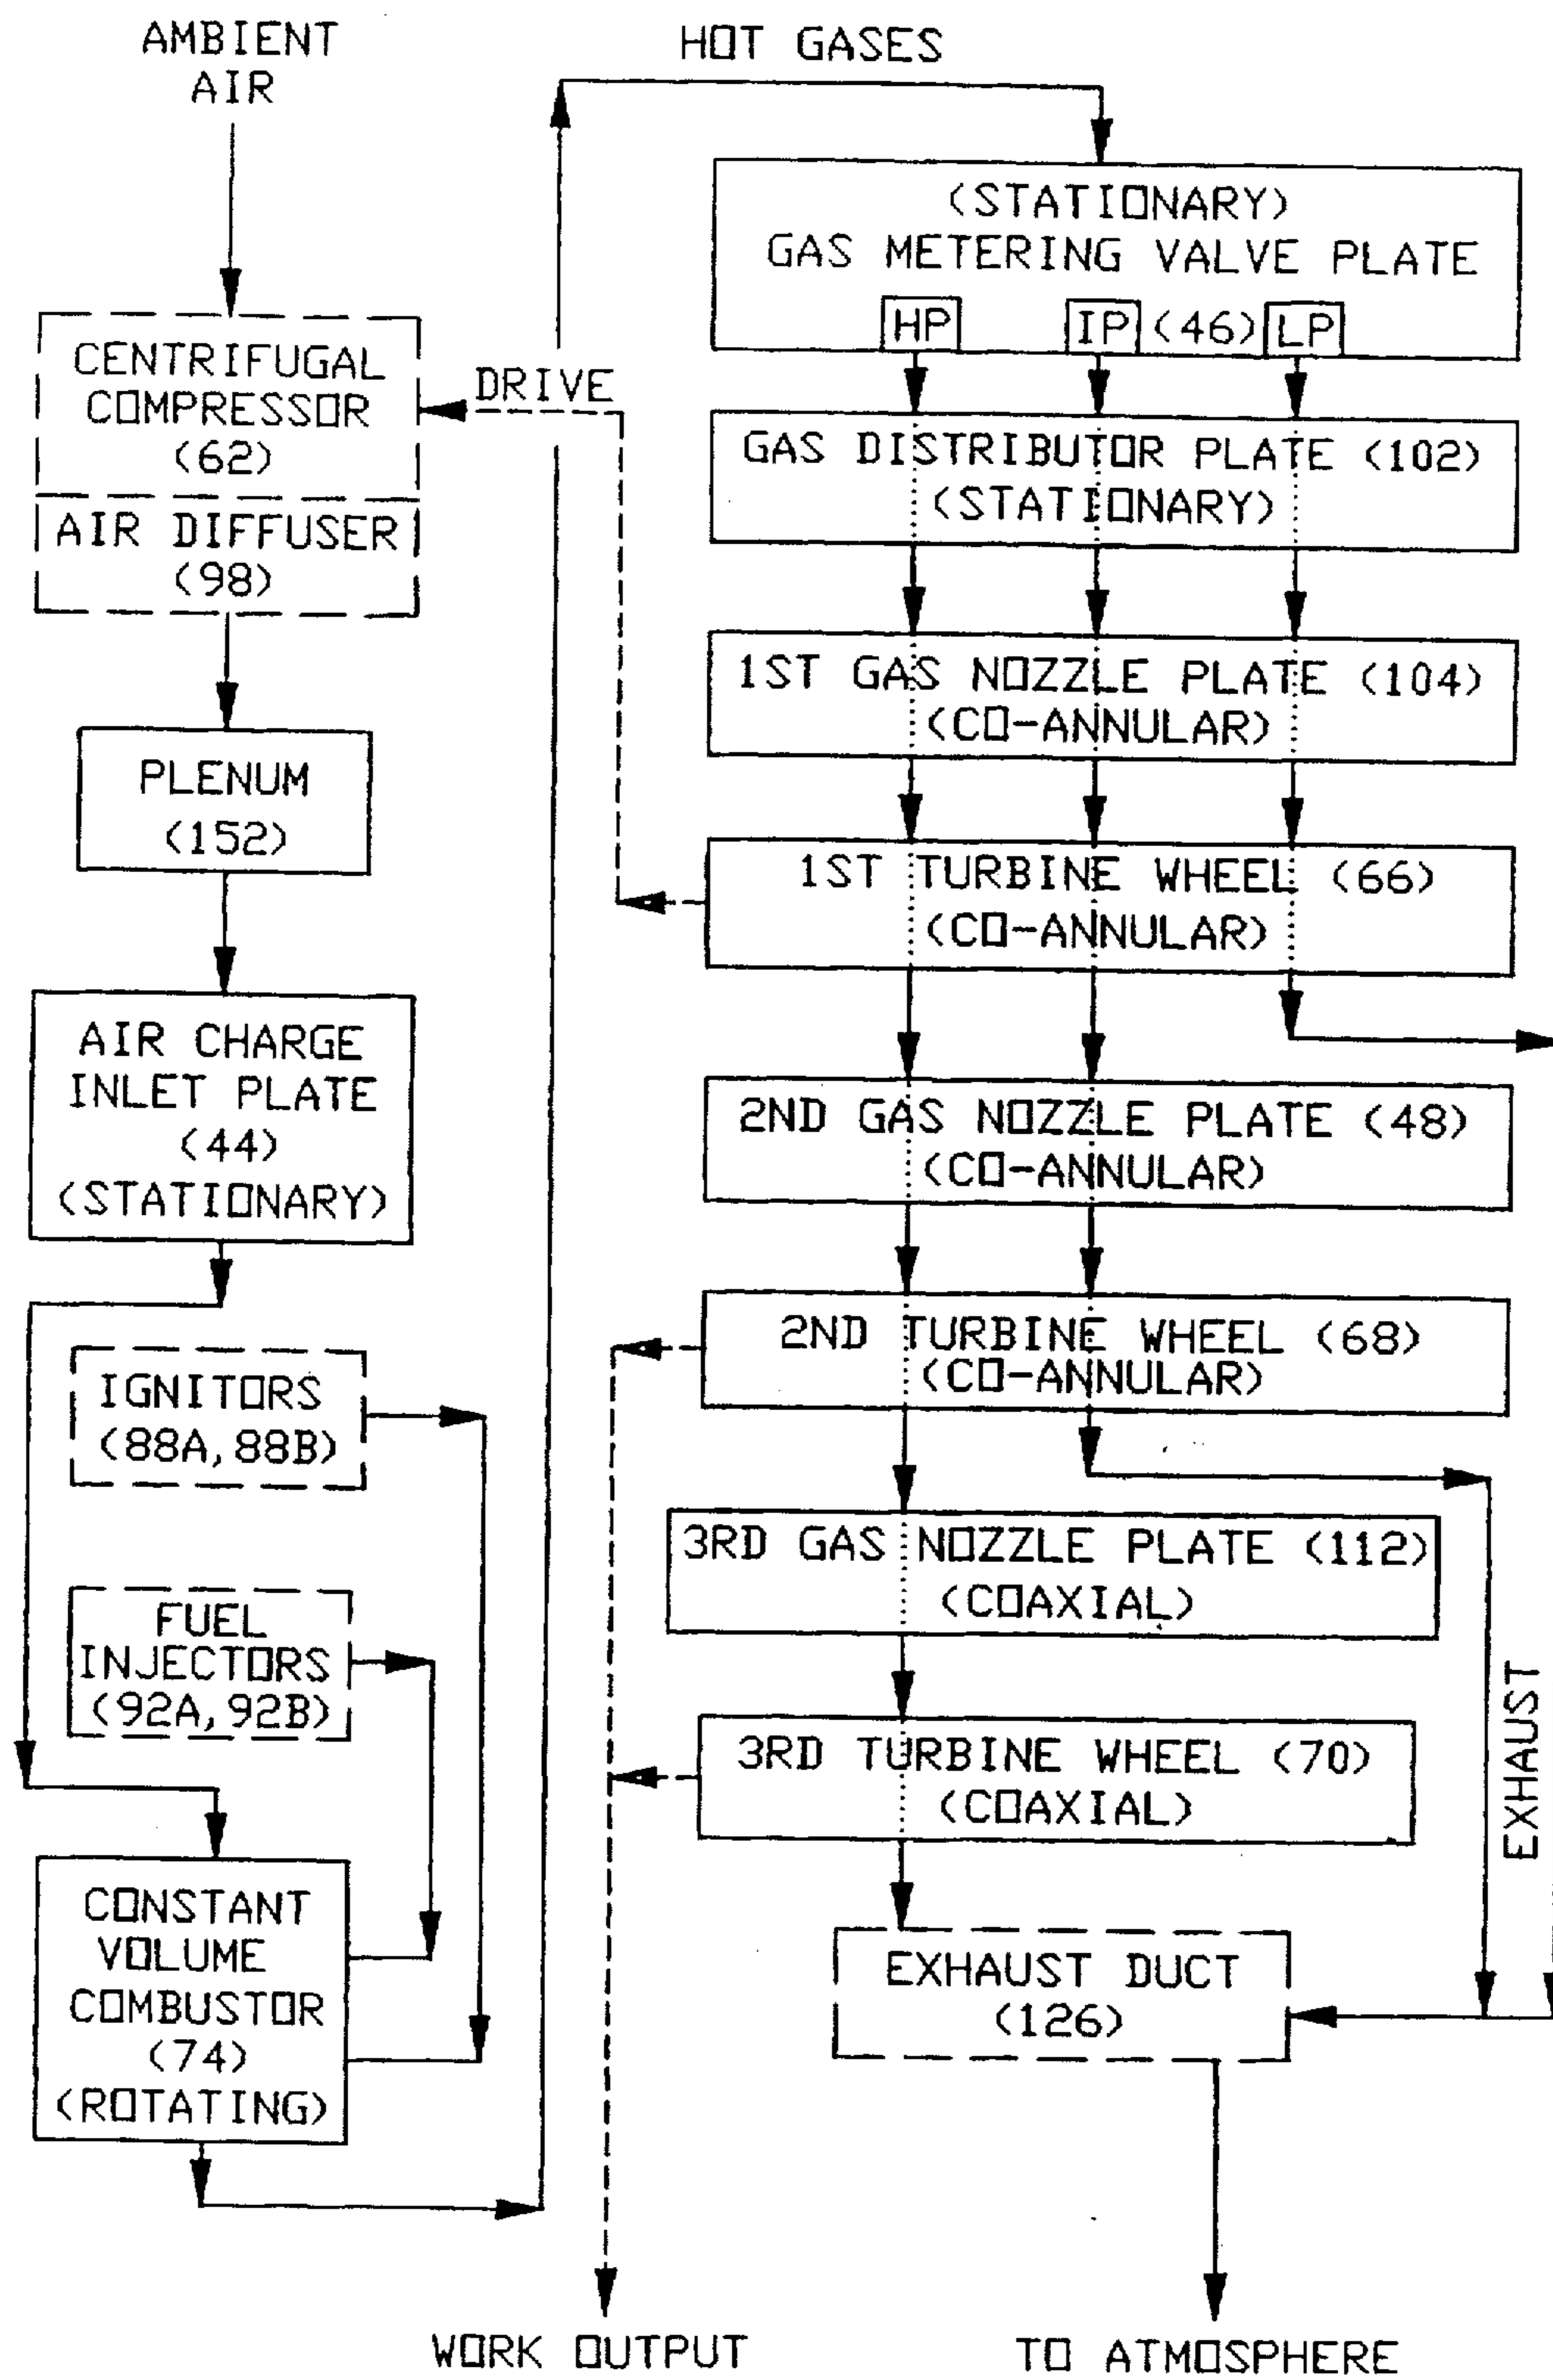 AMBIENT
AIR
CENTRIFUGAL
COMPRESSOR
(62)
AIR DIFFUSER
(98)
PLENUM
(152)
AIR CHARGE
INLET PLATE
(44)
(STATIONARY)
IGNITORS
(88A, 88B)
FUEL
INJECTORS
(92A, 92B)
CONSTANT
VOLUME
COMBUSTOR
(74)
(ROTATING)
HOT GASES
DRIVE
(STATIONARY)
GAS METERING VALVE PLATE
HP IP (46) LP
GAS DISTRIBUTOR PLATE (102)
(STATIONARY)
1ST GAS NOZZLE PLATE (104)
(CO-ANNULAR)
1ST TURBINE WHEEL (66)
(CO-ANNULAR)
2ND GAS NOZZLE PLATE (48)
(CO-ANNULAR)
2ND TURBINE WHEEL (68)
(CO-ANNULAR)
3RD GAS NOZZLE PLATE (112)
(COAXIAL)
3RD TURBINE WHEEL (70)
(COAXIAL)
EXHAUST
EXHAUST DUCT
(126)
WORK OUTPUT
TO ATMOSPHERE